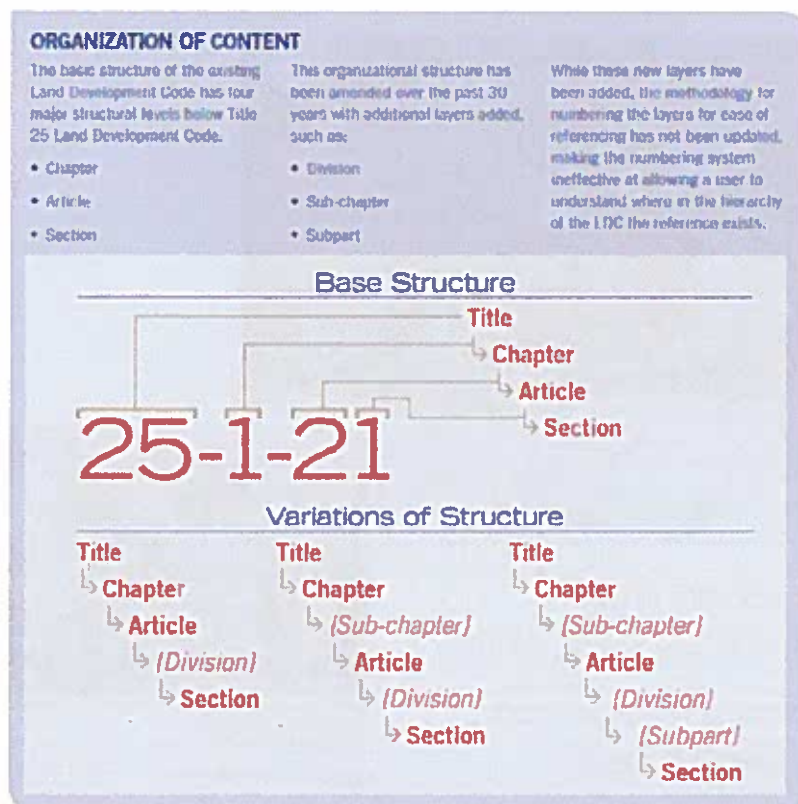 ORGANIZATION OF CONTENT
The basic structure of the existing
Land Development Code has four
major structural levels below Title
25 Land Development Code.
• Chapter
• Article
• Section
This organizational structure has
been amended over the past 30
years with additional layers added,
such as:
• Division
• Sub-chapter
• Subpart
While these new layers have
been added, the methodology for
numbering the layers for ease of
referencing has not been updated,
making the numbering system
ineffective at allowing a user to
understand where in the hierarchy
of the LDC the reference exists.
Base Structure
Title
Chapter
Article
Section
25-1-21
Variations of Structure
Title
Chapter
Article
{Division}
Section
Title
Chapter
{Sub-chapter}
Article
{Division}
Section
Title
Chapter
{Sub-chapter}
Article
{Division}
{Subpart}
Section